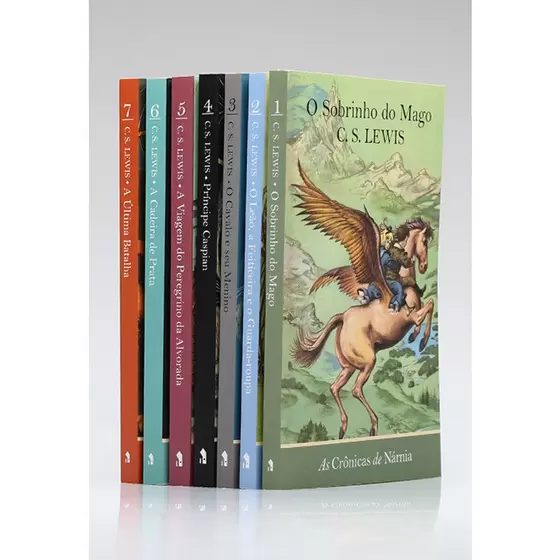 7 C. S. LEWIS • A Última Batalha
6 C. S. LEWIS • A Cadeira de Prata
5 C. S. LEWIS • A Viagem do Peregrino da Alvorada
4 C. S. LEWIS • Príncipe Caspian
3 C. S. LEWIS • O Cavalo e seu Menino
2 C. S. LEWIS • O Leão, a Feiticeira e o Guarda-roupa
1 C. S. LEWIS • O Sobrinho do Mago
O Sobrinho do Mago
C. S. LEWIS
As Crônicas de Nárnia